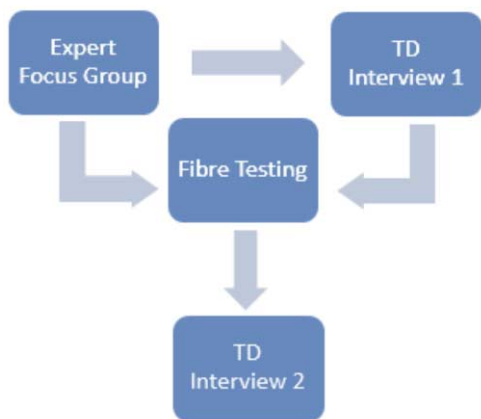 Expert
Focus Group
TD
Interview 1
Fibre Testing
TD
Interview 2